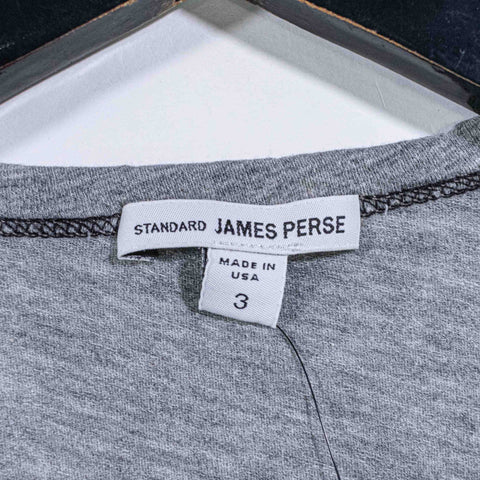 STANDARD JAMES PERSE
MADE IN
USA
3